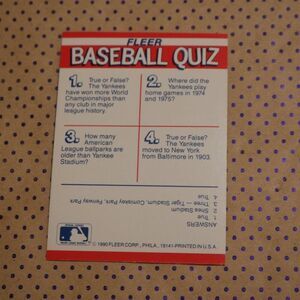 FLEER
BASEBALL QUIZ
1. True or False?
The Yankees
have won more World
Championships than
any club in major
league history.
2. Where did the
Yankees play
home games in 1974
and 1975?
3. How many
American
League ballparks are
older than Yankee
Stadium?
4. True or False?
The Yankees
moved to New York
from Baltimore in 1903.
ANSWERS
1. True
2. Shea Stadium
3. Three — Tiger Stadium, Comiskey Park, Fenway Park
4. True
© 1990 FLEER CORP., PHILA., 19141-PRINTED IN U.S.A.